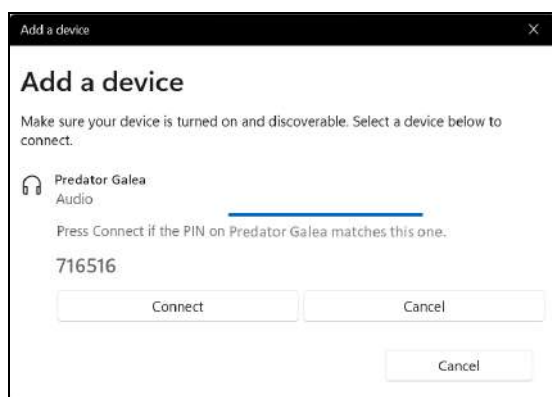 Add a device
Add a device
Make sure your device is turned on and discoverable. Select a device below to
connect.
Predator Galea
Audio
Press Connect if the PIN on Predator Galea matches this one.
716516
Connect
Cancel
Cancel